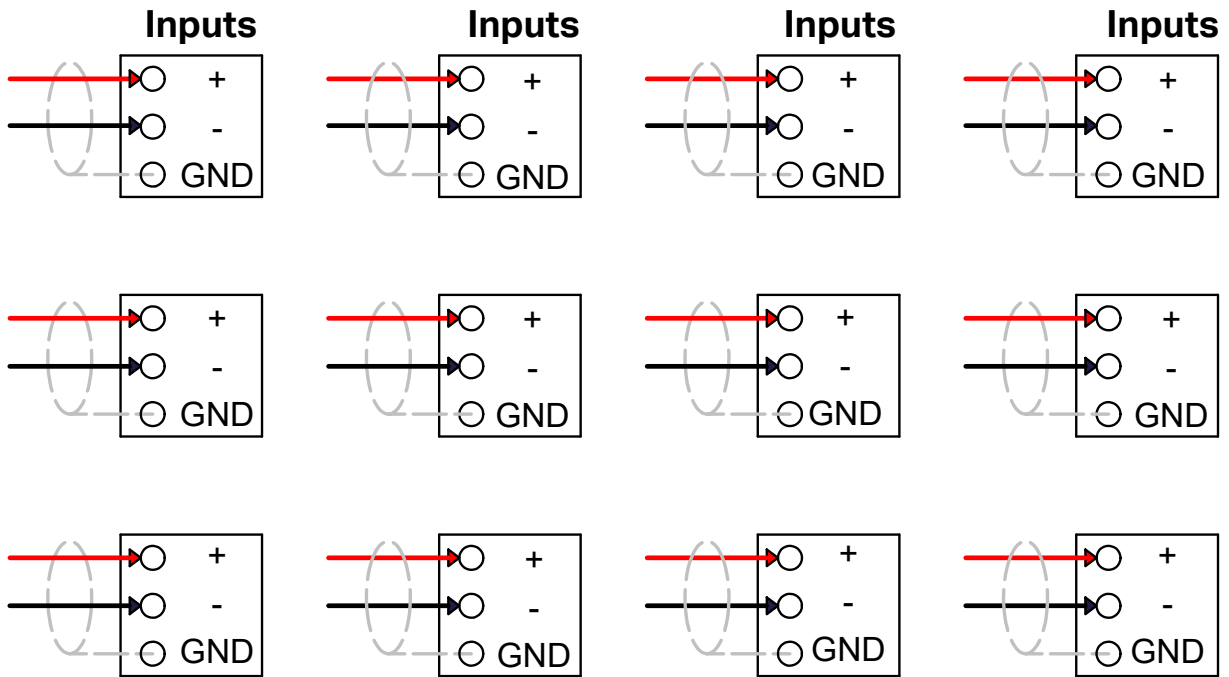 Inputs Inputs Inputs Inputs
+ + + +
- - - -
GND GND GND GND
+ + + +
- - - -
GND GND GND GND
+ + + +
- - - -
GND GND GND GND